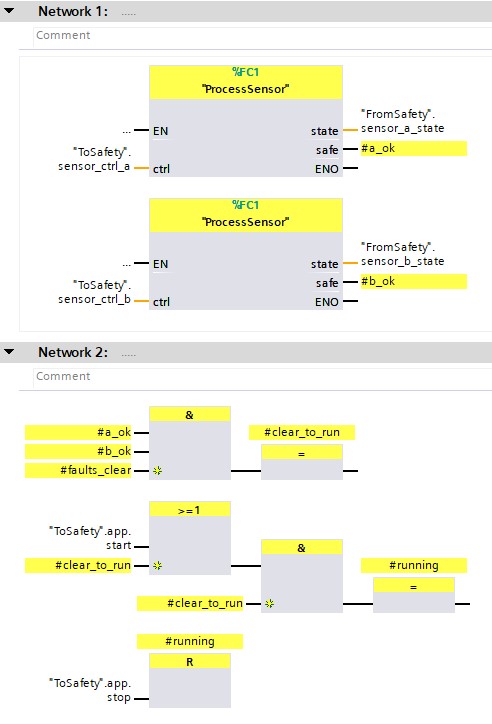 Network 1: .....
Comment
%FC1
"ProcessSensor"
... EN
"ToSafety".
sensor_ctrl_a ctrl
state "FromSafety".
sensor_a_state
safe #a_ok
ENO
%FC1
"ProcessSensor"
... EN
"ToSafety".
sensor_ctrl_b ctrl
state "FromSafety".
sensor_b_state
safe #b_ok
ENO
Network 2: .....
Comment
&
#a_ok
#b_ok
#faults_clear
#clear_to_run
=
>=1
"ToSafety".app.
start
#clear_to_run
&
#clear_to_run
#running
=
#running
R
"ToSafety".app.
stop